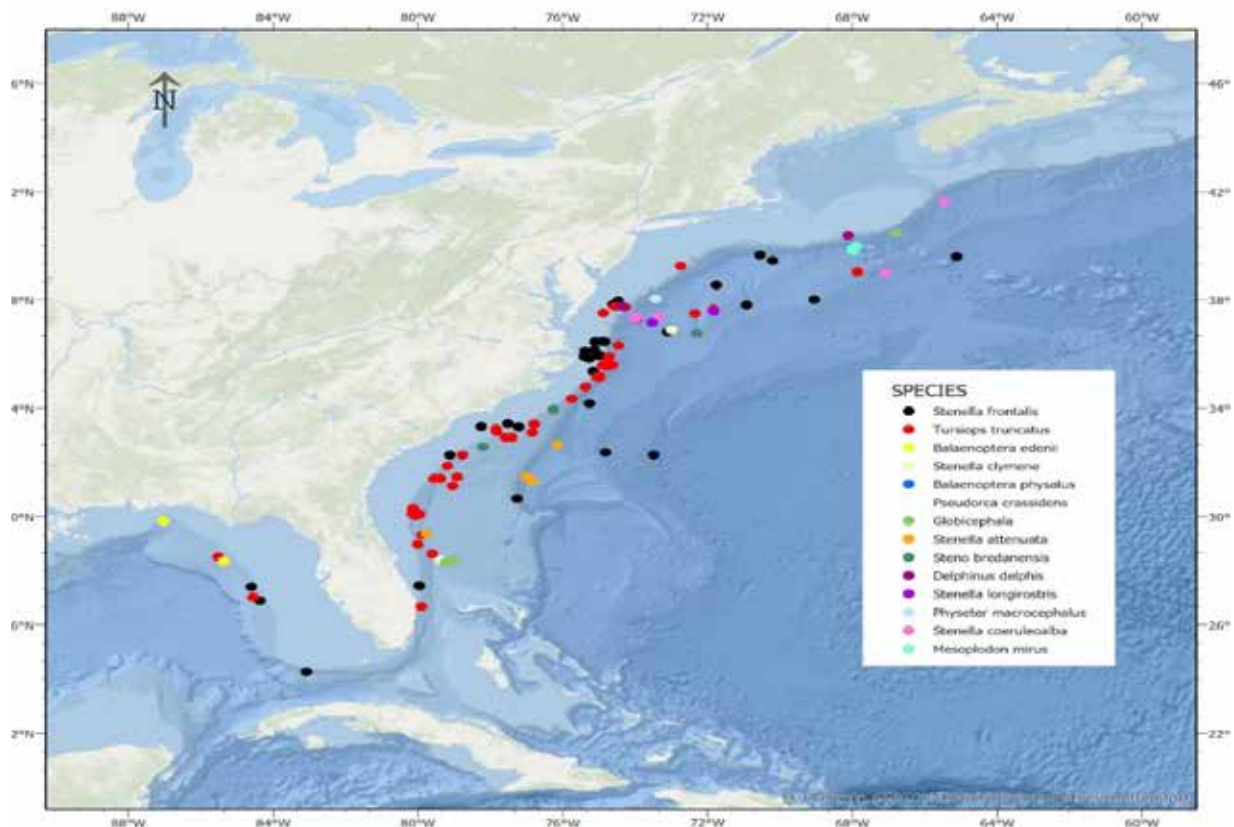 88°W 84°W 80°W 76°W 72°W 68°W 64°W 60°W
N
6°N 46°
2°N 42°
8°N 38°
4°N 34°
0°N 30°
6°N 26°
2°N 22°
SPECIES
Stenella frontalis
Tursiops truncatus
Balaenoptera edenii
Stenella clymene
Balaenoptera physalus
Pseudorca crassidens
Globicephala
Stenella attenuata
Steno bredanensis
Delphinus delphis
Stenella longirostris
Physeter macrocephalus
Stenella coeruleoalba
Mesoplodon mirus
88°W 84°W 80°W 76°W 72°W 68°W 64°W 60°W